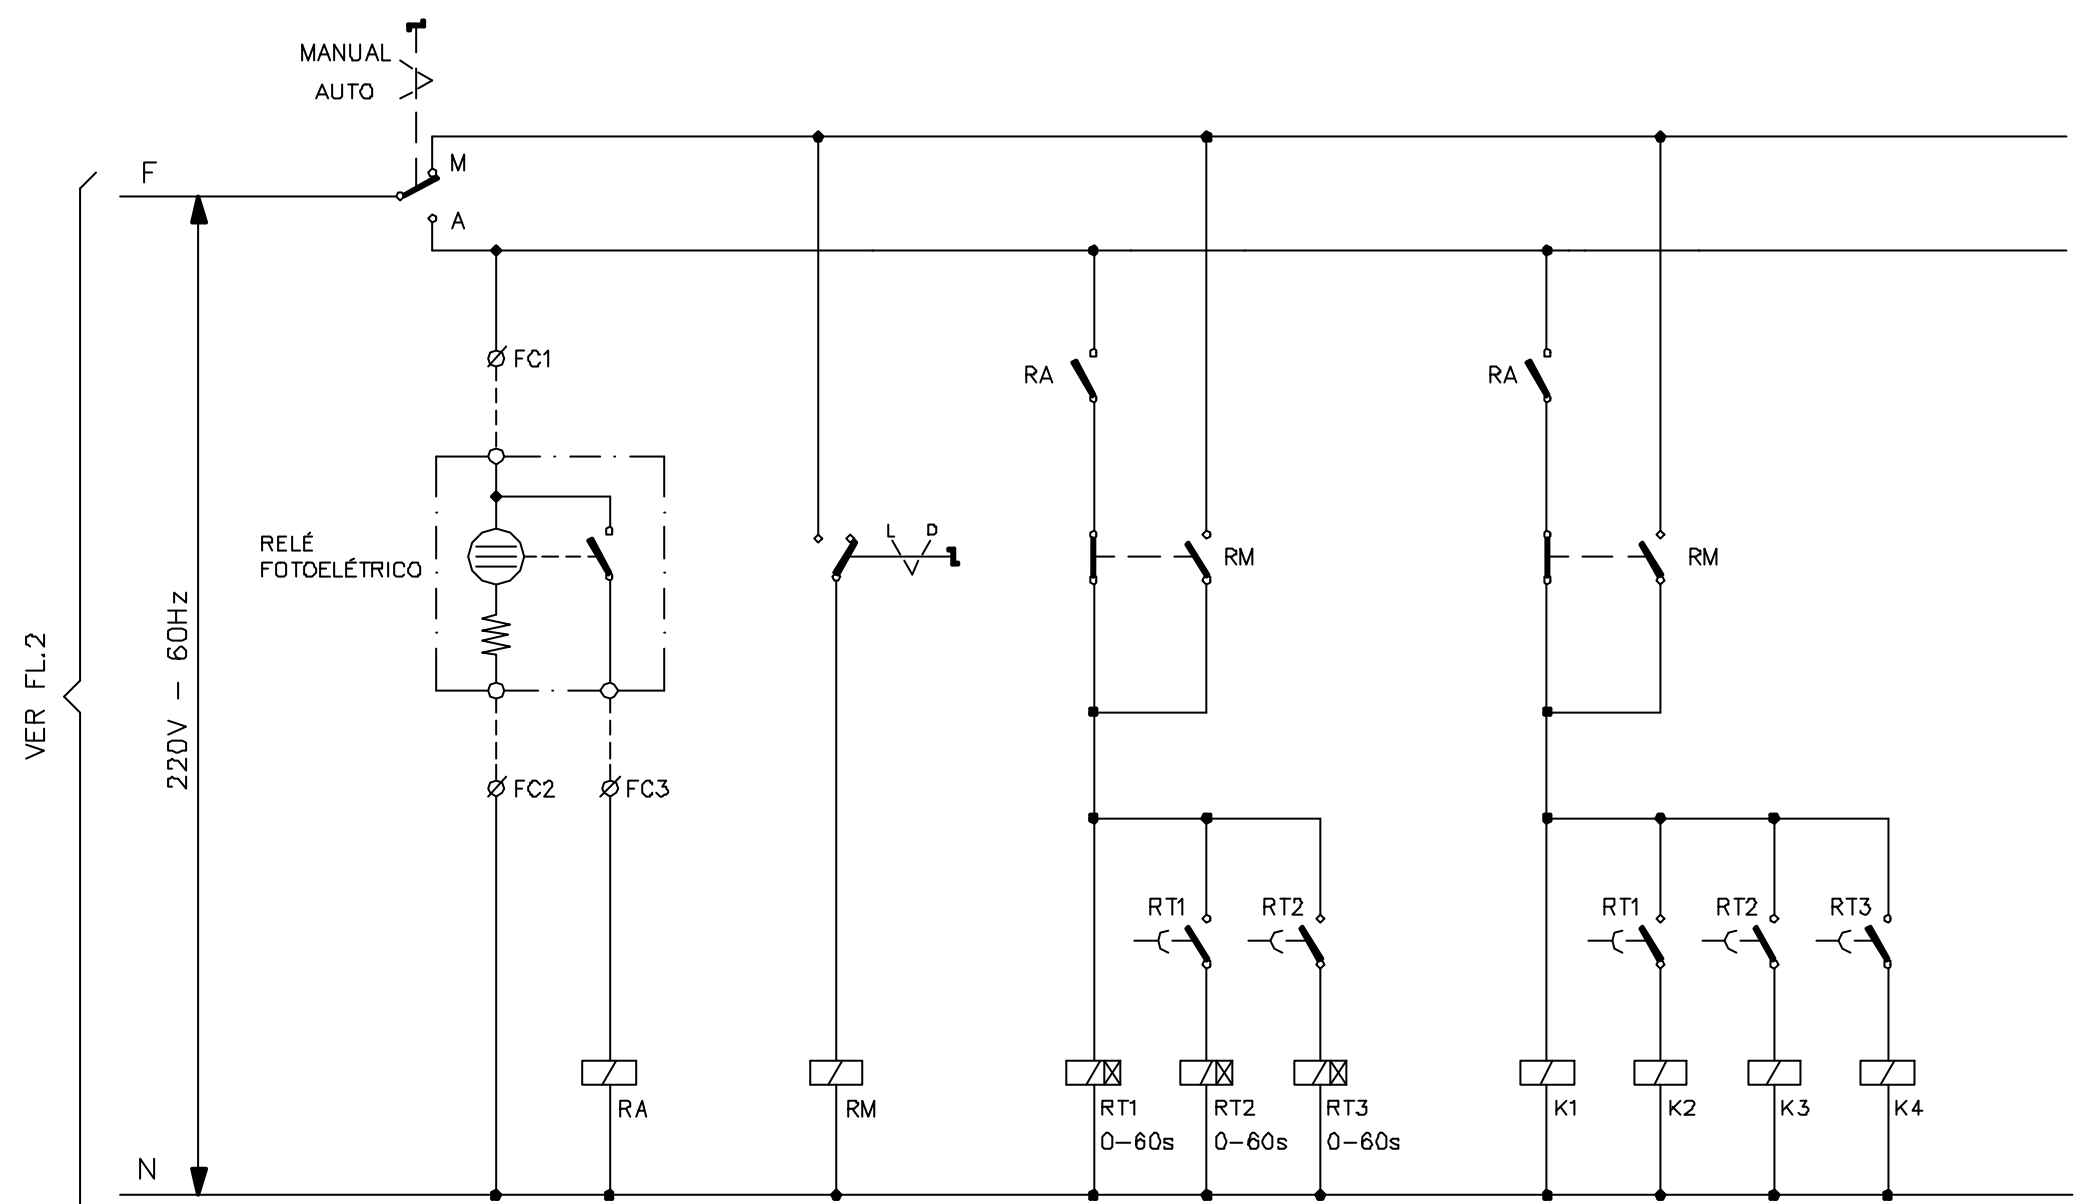 MANUAL
AUTO
F
M
A
FC1
RA
RA
RELÉ
FOTOELÉTRICO
L D
RM
RM
VER FL.2
220V - 60Hz
FC2
FC3
RT1
RT2
RT1
RT2
RT3
RA
RM
RT1
0-60s
RT2
0-60s
RT3
0-60s
K1
K2
K3
K4
N